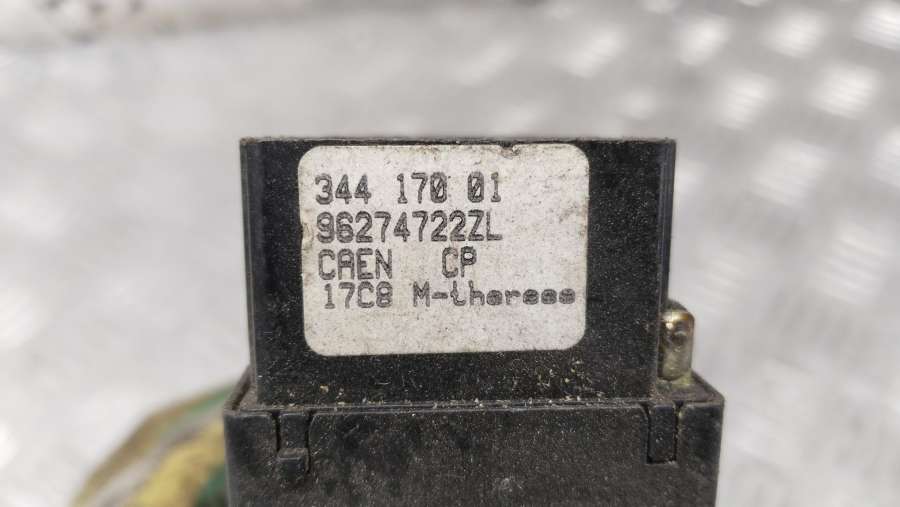 344 170 01
96274722ZL
CAEN CP
17C8 M-therese